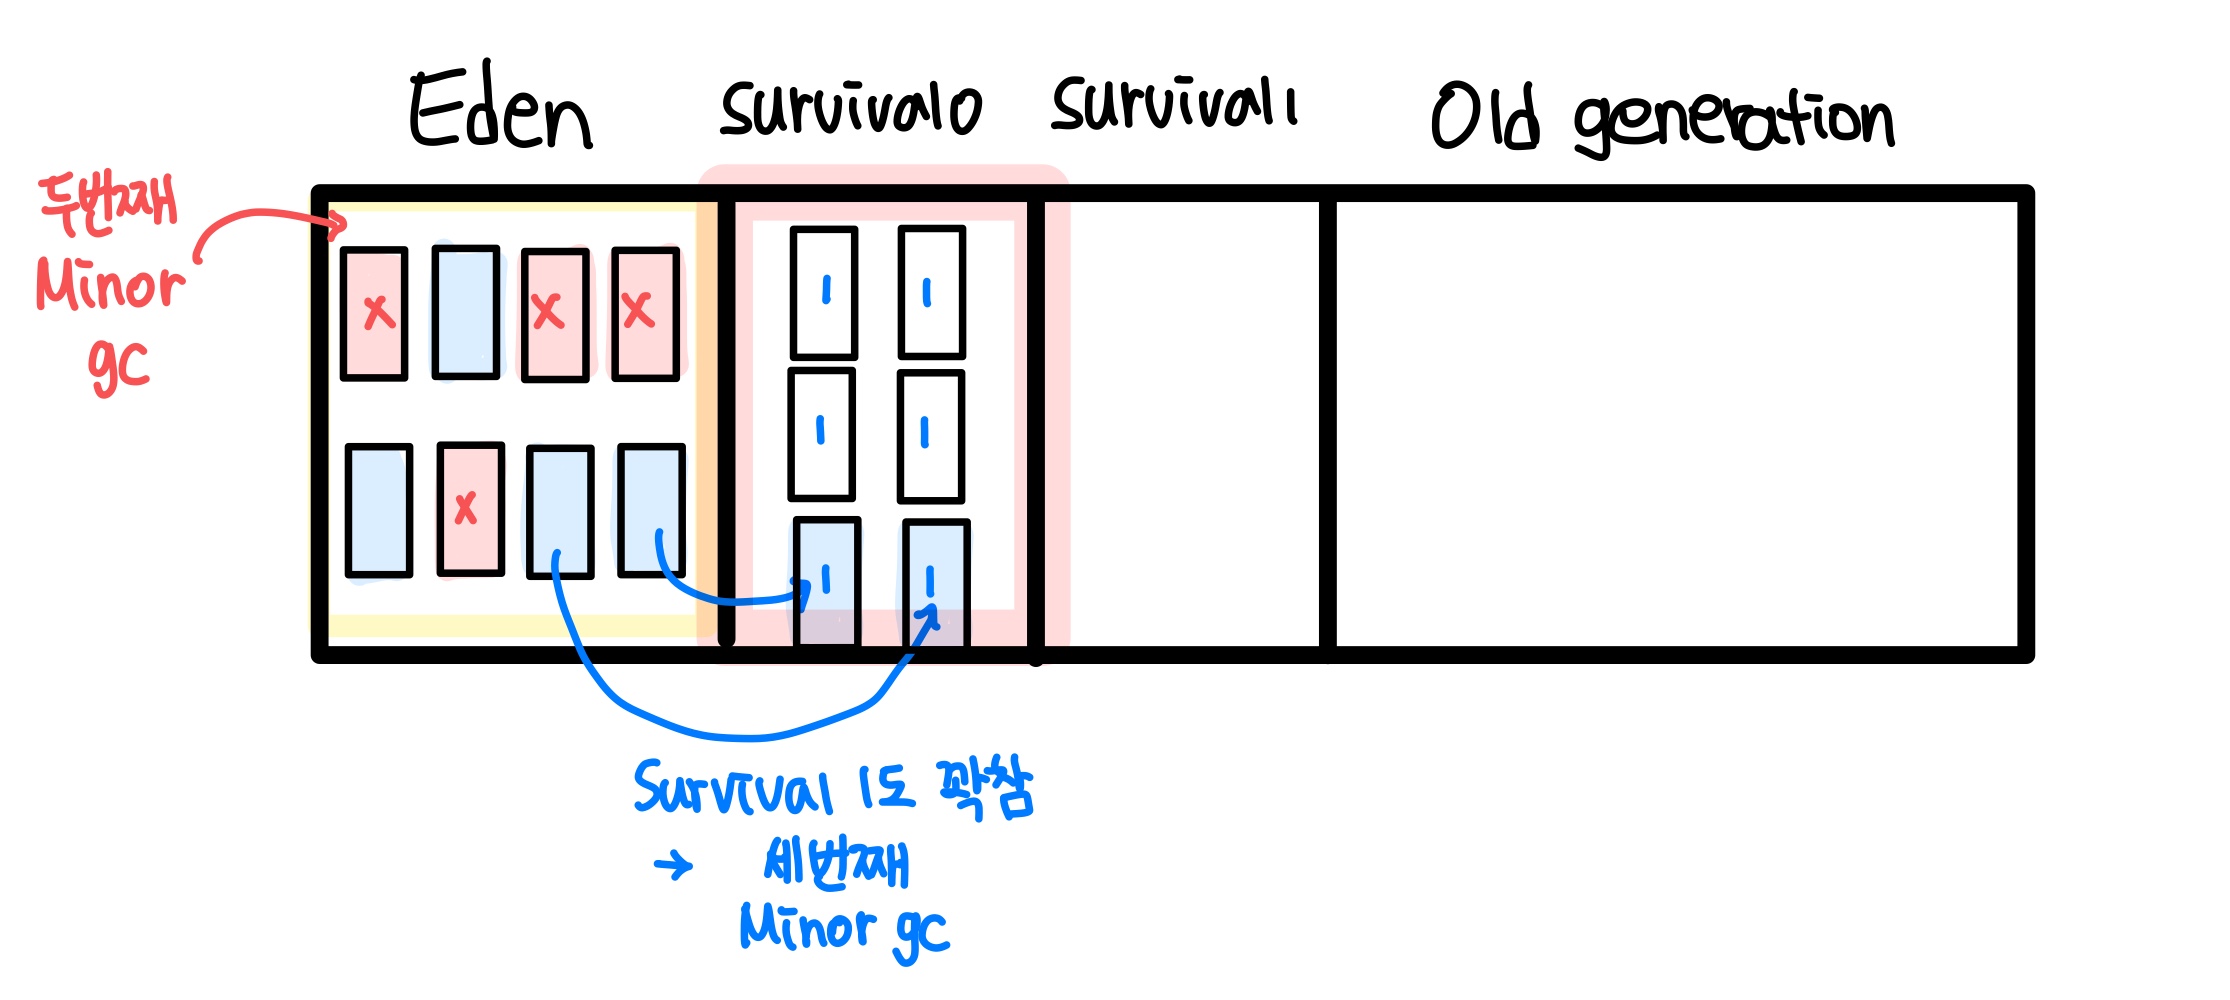 Eden survival0 survival1 Old generation
두번째
Minor
gc
x x x
x
1 1
1 1
1 1
Survival 1도 꽉참
→ 세번째
Minor gc